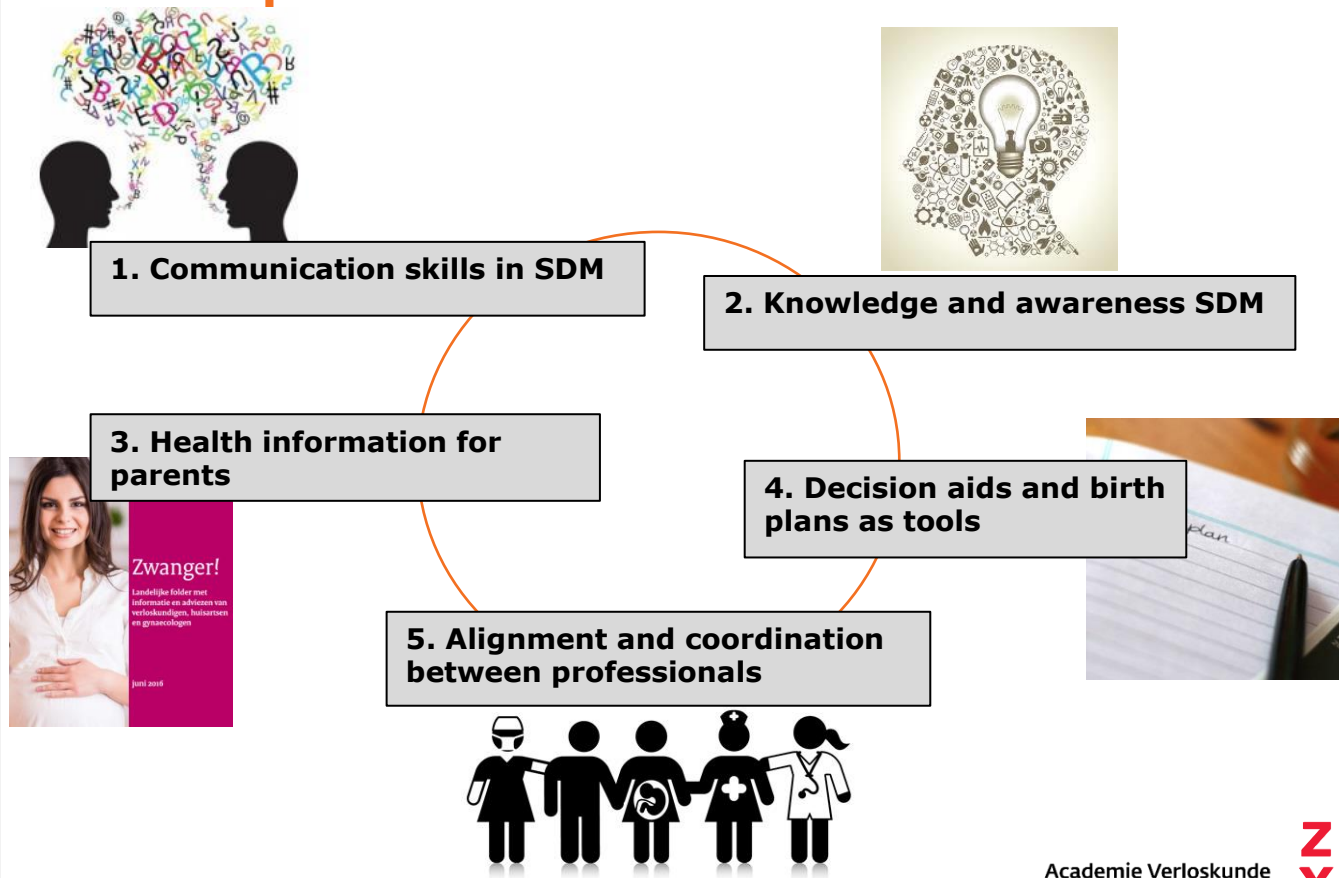 1. Communication skills in SDM
2. Knowledge and awareness SDM
3. Health information for
parents
4. Decision aids and birth
plans as tools
plan
Zwanger!
Landelijke folder met
informatie en adviezen van
verloskundigen, huisartsen
en gynaecologen
juni 2016
5. Alignment and coordination
between professionals
Academie Verloskunde
Z
Y